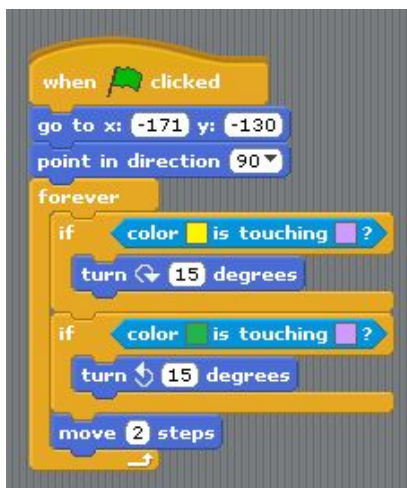 when clicked
go to x: -171 y: -130
point in direction 90
forever
if color is touching ?
turn 15 degrees
if color is touching ?
turn 15 degrees
move 2 steps